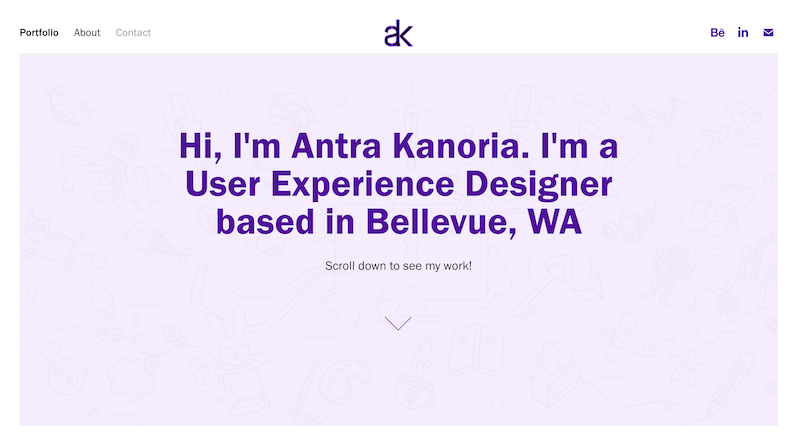 Portfolio
About
Contact
ak
Bē
in
Hi, I'm Antra Kanoria. I'm a
User Experience Designer
based in Bellevue, WA
Scroll down to see my work!